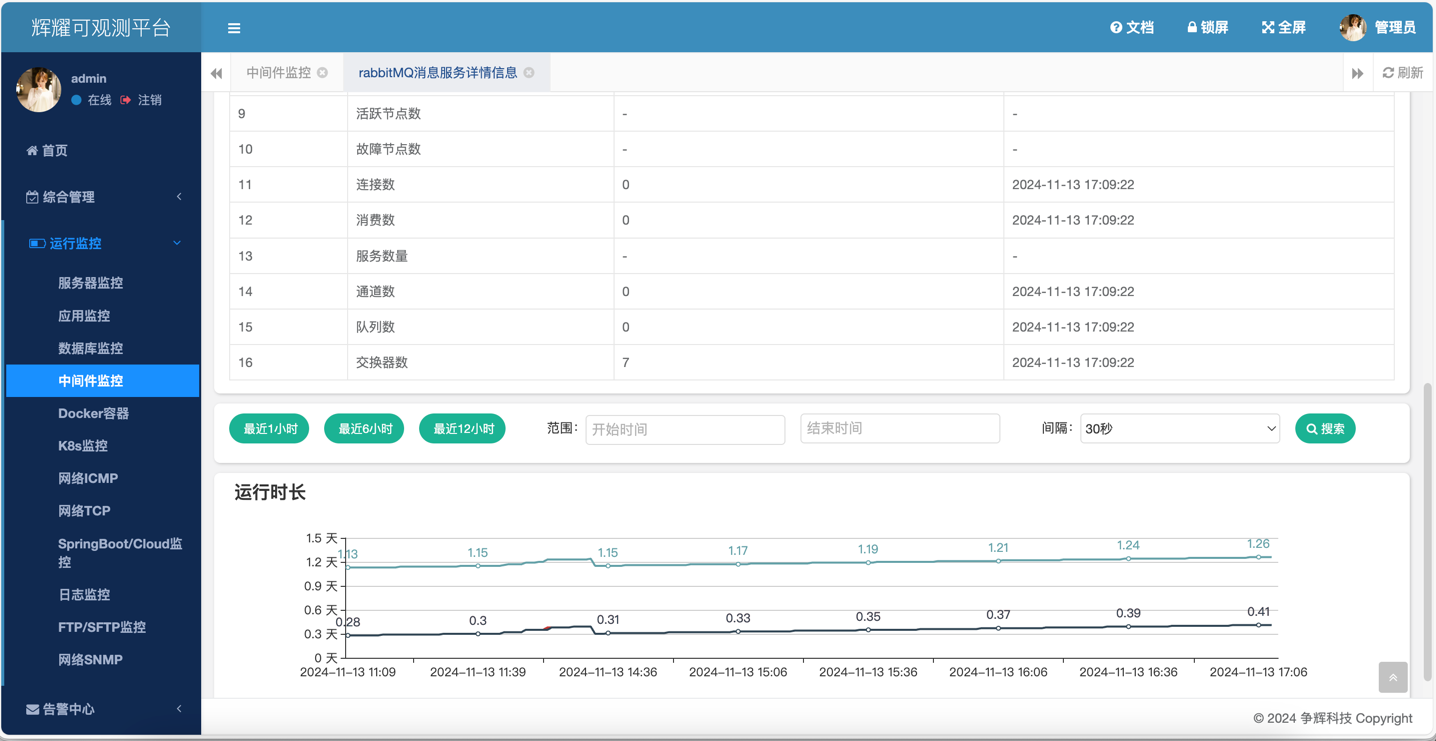 辉耀可观测平台
文档
锁屏
全屏
管理员
admin
在线 注销
首页
综合管理
运行监控
服务器监控
应用监控
数据库监控
中间件监控
Docker容器
K8s监控
网络ICMP
网络TCP
SpringBoot/Cloud监
控
日志监控
FTP/SFTP监控
网络SNMP
告警中心
中间件监控 rabbitMQ消息服务详情信息 刷新
9 活跃节点数 - -
10 故障节点数 - -
11 连接数 0 2024-11-13 17:09:22
12 消费数 0 2024-11-13 17:09:22
13 服务数量 - -
14 通道数 0 2024-11-13 17:09:22
15 队列数 0 2024-11-13 17:09:22
16 交换器数 7 2024-11-13 17:09:22
最近1小时 最近6小时 最近12小时 范围: 开始时间 结束时间 间隔: 30秒 搜索
运行时长
1.5 天
1.2 天
0.9 天
0.6 天
0.3 天
0 天
1.13 1.15 1.15 1.17 1.19 1.21 1.24 1.26
0.28 0.3 0.31 0.33 0.35 0.37 0.39 0.41
2024-11-13 11:09 2024-11-13 11:39 2024-11-13 14:36 2024-11-13 15:06 2024-11-13 15:36 2024-11-13 16:06 2024-11-13 16:36 2024-11-13 17:06
© 2024 争辉科技 Copyright